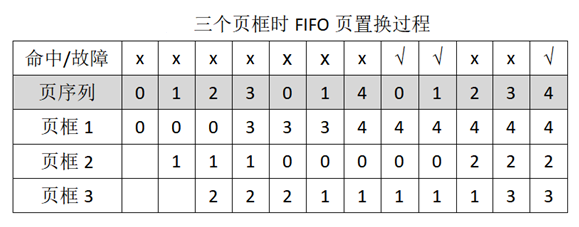 三个页框时 FIFO 页置换过程
命中/故障 x x x x x x x √ √ x x √
页序列 0 1 2 3 0 1 4 0 1 2 3 4
页框 1 0 0 0 3 3 3 4 4 4 4 4 4
页框 2 1 1 1 0 0 0 0 0 2 2 2
页框 3 2 2 2 1 1 1 1 1 3 3